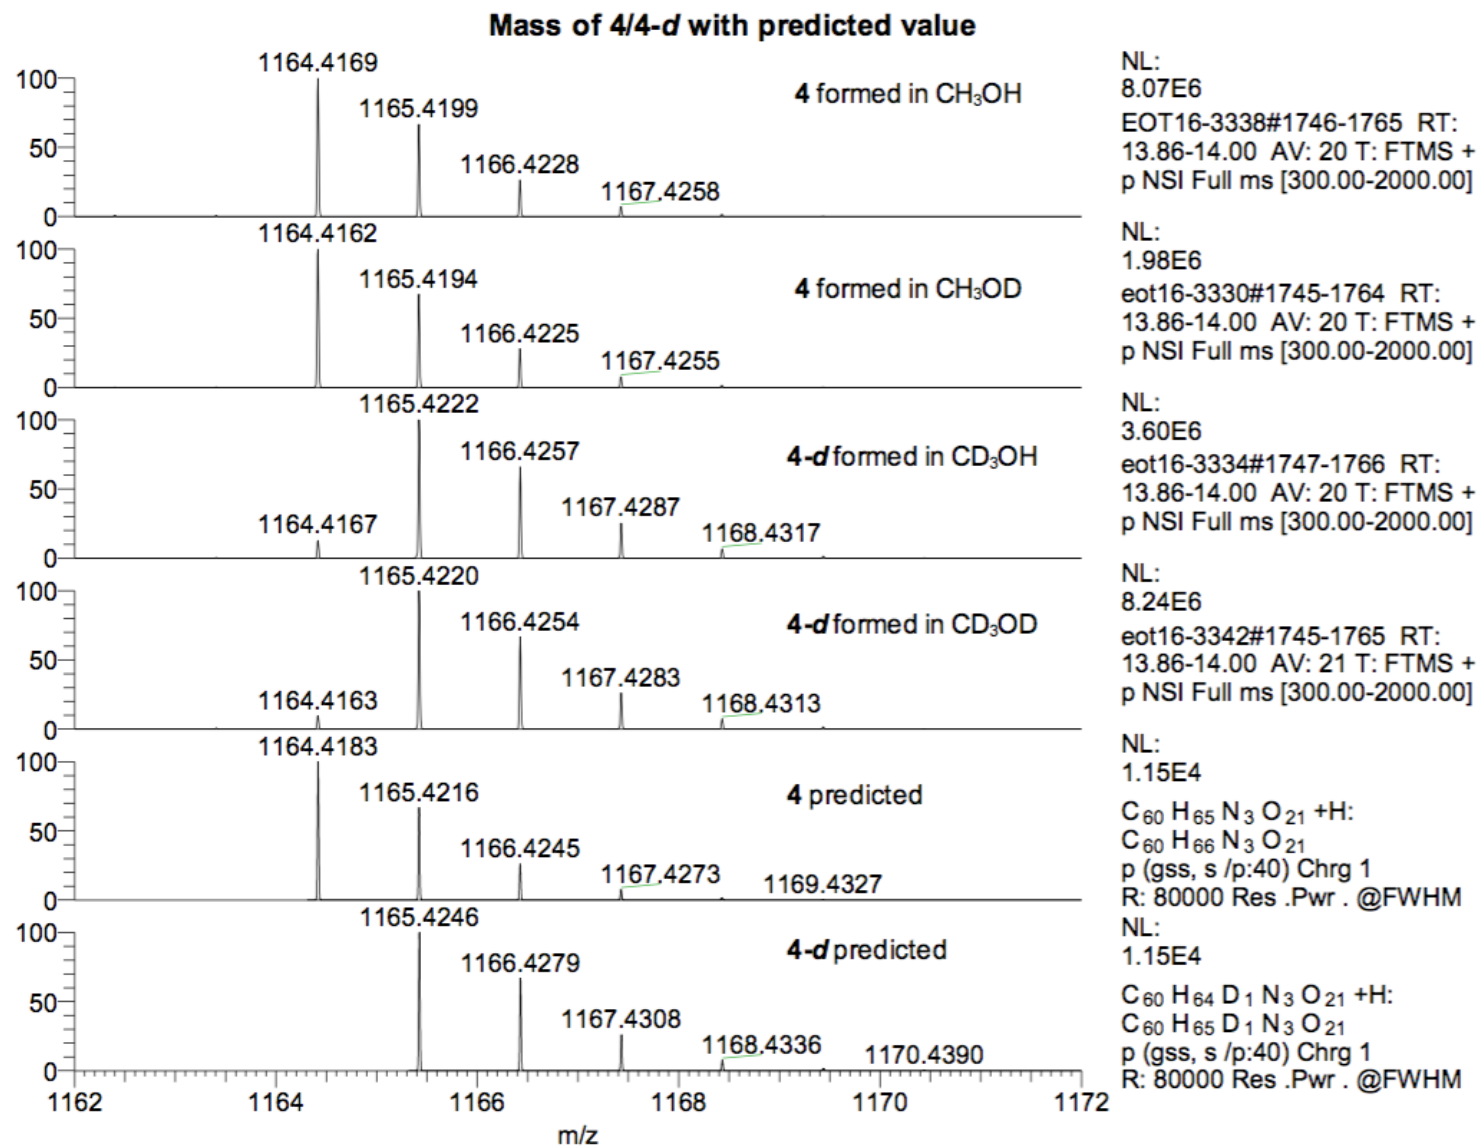 Mass of 4/4-d with predicted value
1164.4169
1165.4199
1166.4228
1167.4258
4 formed in CH₃OH
100
50
0
NL:
8.07E6
EOT16-3338#1746-1765 RT:
13.86-14.00 AV: 20 T: FTMS +
p NSI Full ms [300.00-2000.00]
1164.4162
1165.4194
1166.4225
1167.4255
4 formed in CH₃OD
100
50
0
NL:
1.98E6
eot16-3330#1745-1764 RT:
13.86-14.00 AV: 20 T: FTMS +
p NSI Full ms [300.00-2000.00]
1164.4167
1165.4222
1166.4257
1167.4287
1168.4317
4-d formed in CD₃OH
100
50
0
NL:
3.60E6
eot16-3334#1747-1766 RT:
13.86-14.00 AV: 20 T: FTMS +
p NSI Full ms [300.00-2000.00]
1164.4163
1165.4220
1166.4254
1167.4283
1168.4313
4-d formed in CD₃OD
100
50
0
NL:
8.24E6
eot16-3342#1745-1765 RT:
13.86-14.00 AV: 21 T: FTMS +
p NSI Full ms [300.00-2000.00]
1164.4183
1165.4216
1166.4245
1167.4273
1169.4327
4 predicted
100
50
0
NL:
1.15E4
C₆₀ H₆₅ N₃ O₂₁ +H:
C₆₀ H₆₆ N₃ O₂₁
p (gss, s /p:40) Chrg 1
R: 80000 Res .Pwr . @FWHM
1165.4246
1166.4279
1167.4308
1168.4336
1170.4390
4-d predicted
100
50
0
NL:
1.15E4
C₆₀ H₆₄ D₁ N₃ O₂₁ +H:
C₆₀ H₆₅ D₁ N₃ O₂₁
p (gss, s /p:40) Chrg 1
R: 80000 Res .Pwr . @FWHM
1162 1164 1166 1168 1170 1172
m/z